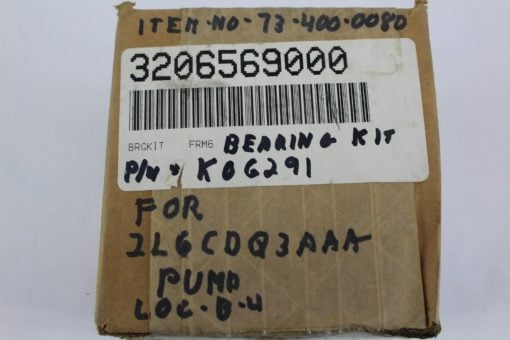 ITEM-NO-73-400-0080
3206569000
BRGKIT FRM6 BEARING KIT
P/N * K06291
FOR
2L6CDQ3AAA
PUMP
LOC-B-4